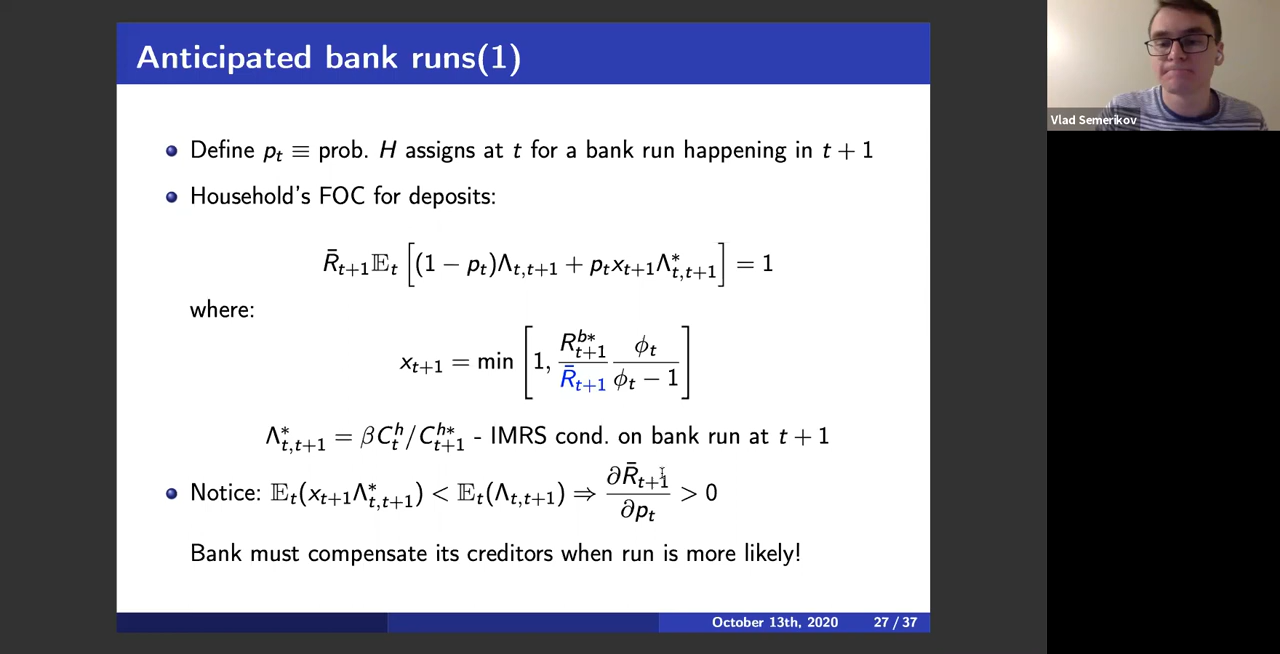 Anticipated bank runs(1)
Vlad Semerikov
Define p_t ≡ prob. H assigns at t for a bank run happening in t + 1
Household's FOC for deposits:
R̄_{t+1} 𝔼_t [(1 − p_t)Λ_{t,t+1} + p_t x_{t+1} Λ*_{t,t+1}] = 1
where:
x_{t+1} = min [1, \frac{R^{b*}_{t+1}}{R̄_{t+1}} \frac{ϕ_t}{ϕ_t − 1}]
Λ*_{t,t+1} = βC^h_t/C^{h*}_{t+1} - IMRS cond. on bank run at t + 1
Notice: 𝔼_t(x_{t+1}Λ*_{t,t+1}) < 𝔼_t(Λ_{t,t+1}) ⇒ \frac{∂R̄_{t+1}}{∂p_t} > 0
Bank must compensate its creditors when run is more likely!
October 13th, 2020 27 / 37